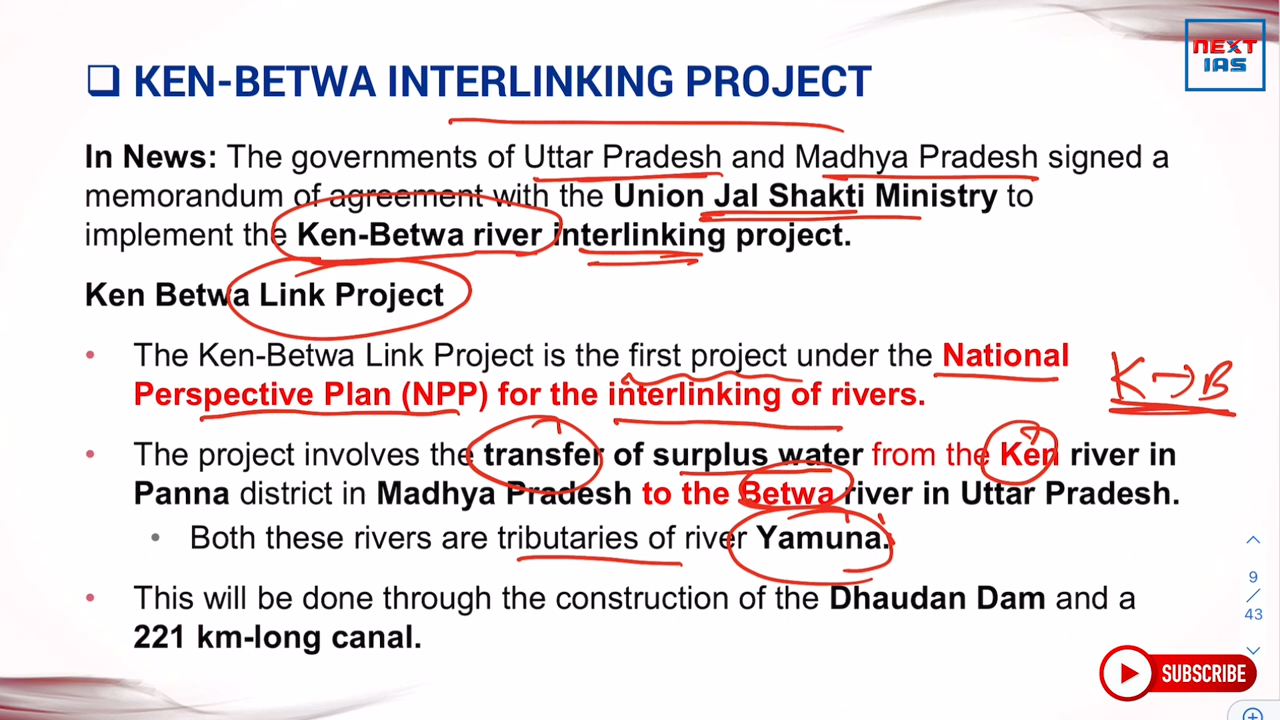 NEXT
IAS
❑ KEN-BETWA INTERLINKING PROJECT
In News: The governments of Uttar Pradesh and Madhya Pradesh signed a
memorandum of agreement with the Union Jal Shakti Ministry to
implement the Ken-Betwa river interlinking project.
Ken Betwa Link Project
• The Ken-Betwa Link Project is the first project under the National
Perspective Plan (NPP) for the interlinking of rivers.
K → B
• The project involves the transfer of surplus water from the Ken river in
Panna district in Madhya Pradesh to the Betwa river in Uttar Pradesh.
• Both these rivers are tributaries of river Yamuna.
• This will be done through the construction of the Dhaudan Dam and a
221 km-long canal.
9
/
43
SUBSCRIBE